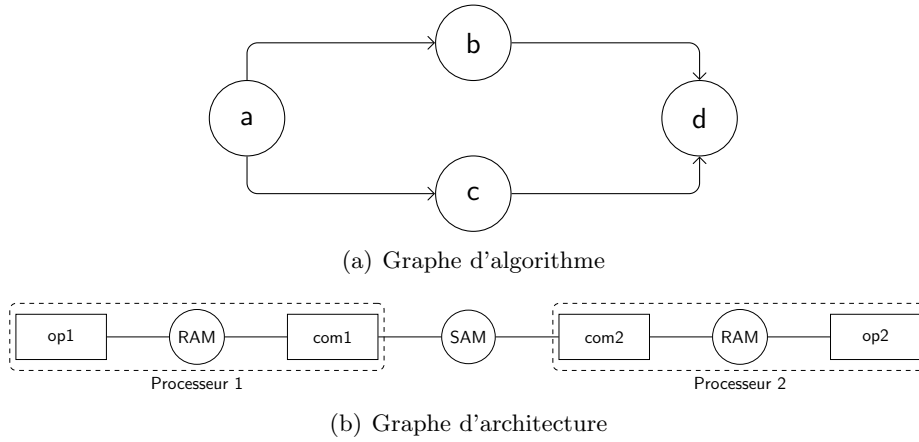 b
a
d
c
(a) Graphe d'algorithme
op1 RAM com1 SAM com2 RAM op2
Processeur 1 Processeur 2
(b) Graphe d'architecture